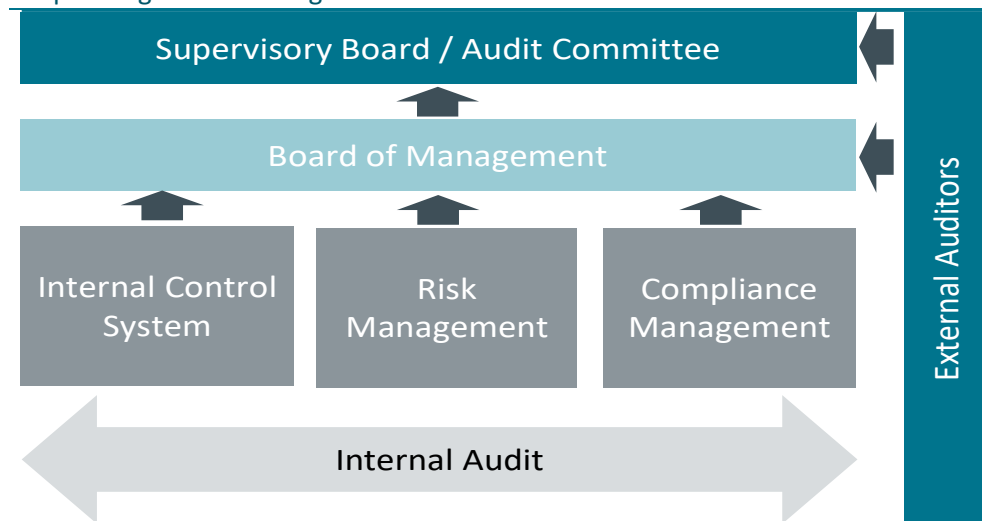 Supervisory Board / Audit Committee
Board of Management
Internal Control
System
Risk
Management
Compliance
Management
Internal Audit
External Auditors